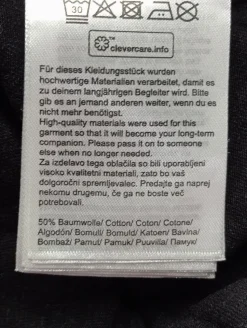 30
clevercare.info
Für dieses Kleidungsstück wurden
hochwertige Materialien verarbeitet, damit es
zu deinem langjährigen Begleiter wird. Bitte
gib es an jemand anderen weiter, wenn du es
nicht mehr benötigst.
High-quality materials were used for this
garment so that it will become your long-term
companion. Please pass it on to someone
else when no longer needed.
Za izdelavo tega oblačila so bili uporabljeni
visoko kvalitetni materiali, zato bo vaš
dolgoročni spremljevalec. Predajte ga naprej
nekomu drugemu, če ga ne boste več
potrebovali.
50% Baumwolle/ Cotton/ Coton/ Cotone/
Algodón/ Bomull/ Bomuld/ Katoen/ Bavlna/
Bombaž/ Pamut/ Pamuk/ Puuvilla/ Памук/